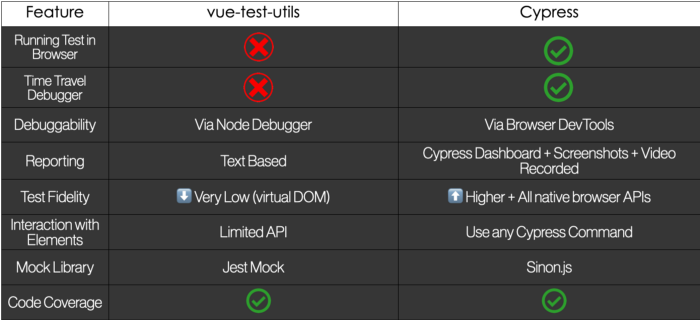 Feature vue-test-utils Cypress
Running Test in
Browser
Time Travel
Debugger
Debuggability Via Node Debugger Via Browser DevTools
Reporting Text Based Cypress Dashboard + Screenshots + Video
Recorded
Test Fidelity Very Low (virtual DOM) Higher + All native browser APIs
Interaction with
Elements Limited API Use any Cypress Command
Mock Library Jest Mock Sinon.js
Code Coverage